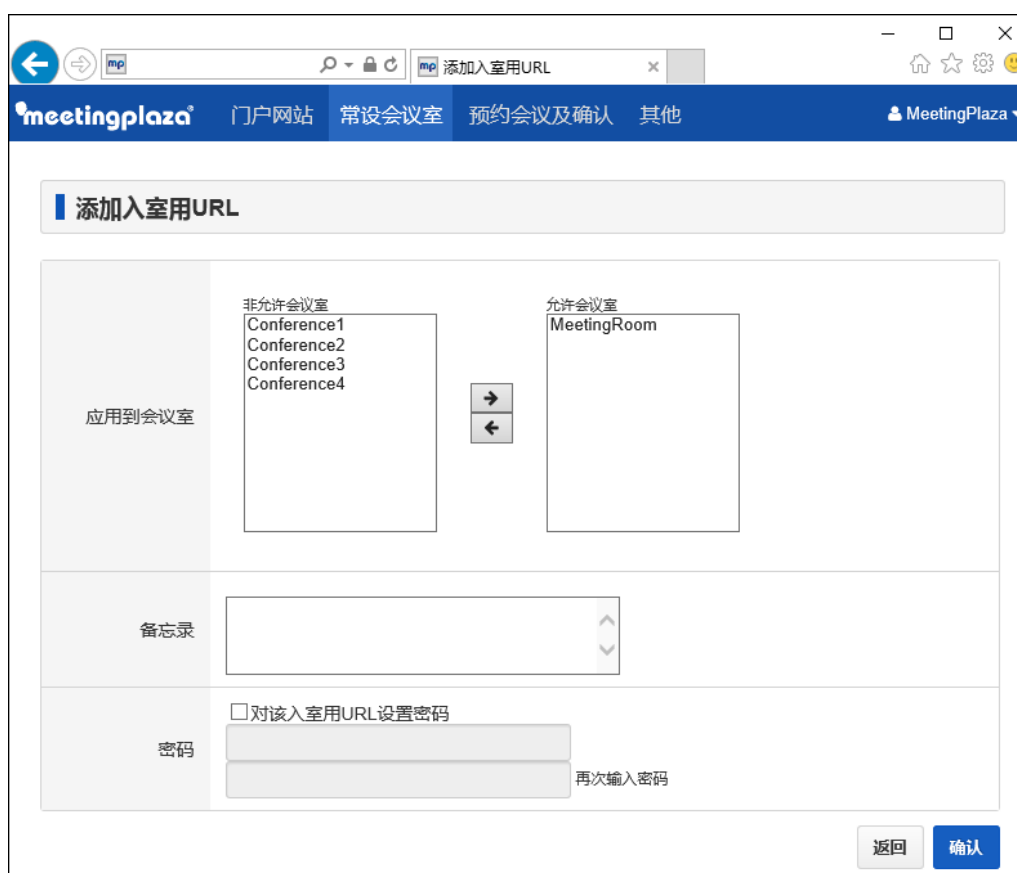 mp
mp 添加入室用URL
meetingplaza 门户网站 常设会议室 预约会议及确认 其他 MeetingPlaza
添加入室用URL
非允许会议室 允许会议室
Conference1 MeetingRoom
Conference2
Conference3
Conference4
应用到会议室
备忘录
对该入室用URL设置密码
密码
再次输入密码
返回 确认